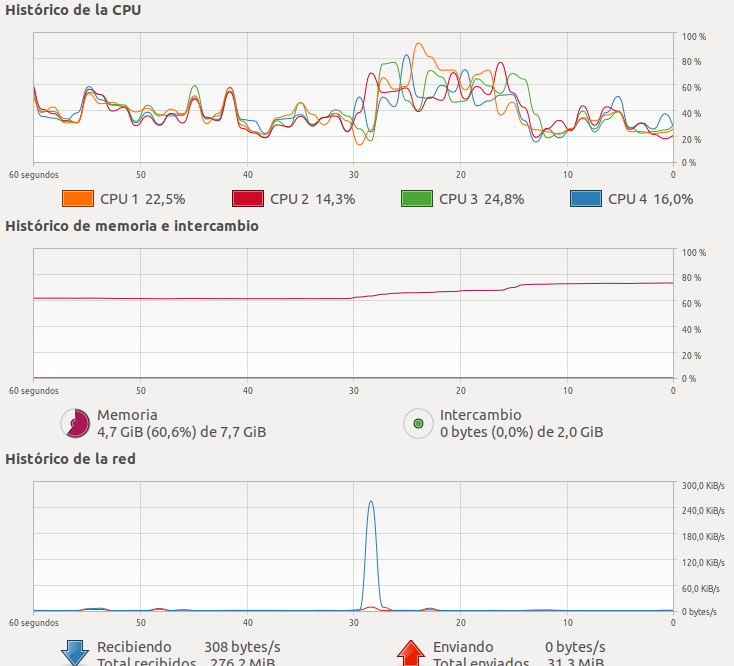 Histórico de la CPU
100 %
80 %
60 %
40 %
20 %
0 %
60 segundos 50 40 30 20 10 0
CPU 1 22,5% CPU 2 14,3% CPU 3 24,8% CPU 4 16,0%
Histórico de memoria e intercambio
100 %
80 %
60 %
40 %
20 %
0 %
60 segundos 50 40 30 20 10 0
Memoria Intercambio
4,7 GiB (60,6%) de 7,7 GiB 0 bytes (0,0%) de 2,0 GiB
Histórico de la red
300,0 KiB/s
240,0 KiB/s
180,0 KiB/s
120,0 KiB/s
60,0 KiB/s
0 bytes/s
60 segundos 50 40 30 20 10 0
Recibiendo 308 bytes/s Enviando 0 bytes/s
Total recibidos 276,2 MiB Total enviados 31,3 MiB